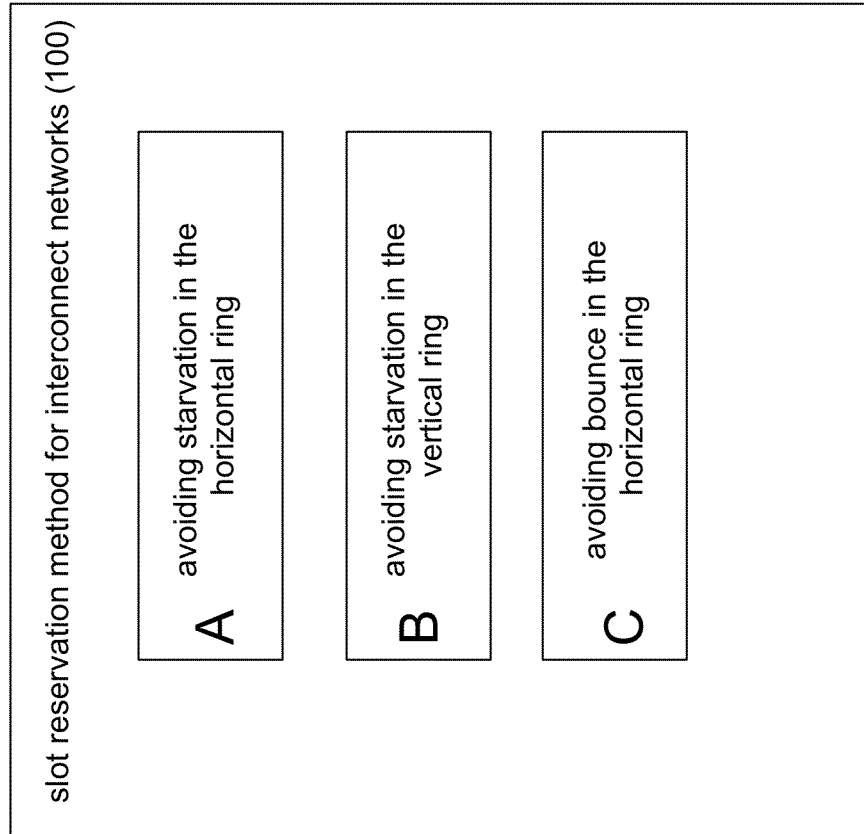 slot reservation method for interconnect networks (100)
A
avoiding starvation in the
horizontal ring
B
avoiding starvation in the
vertical ring
C
avoiding bounce in the
horizontal ring